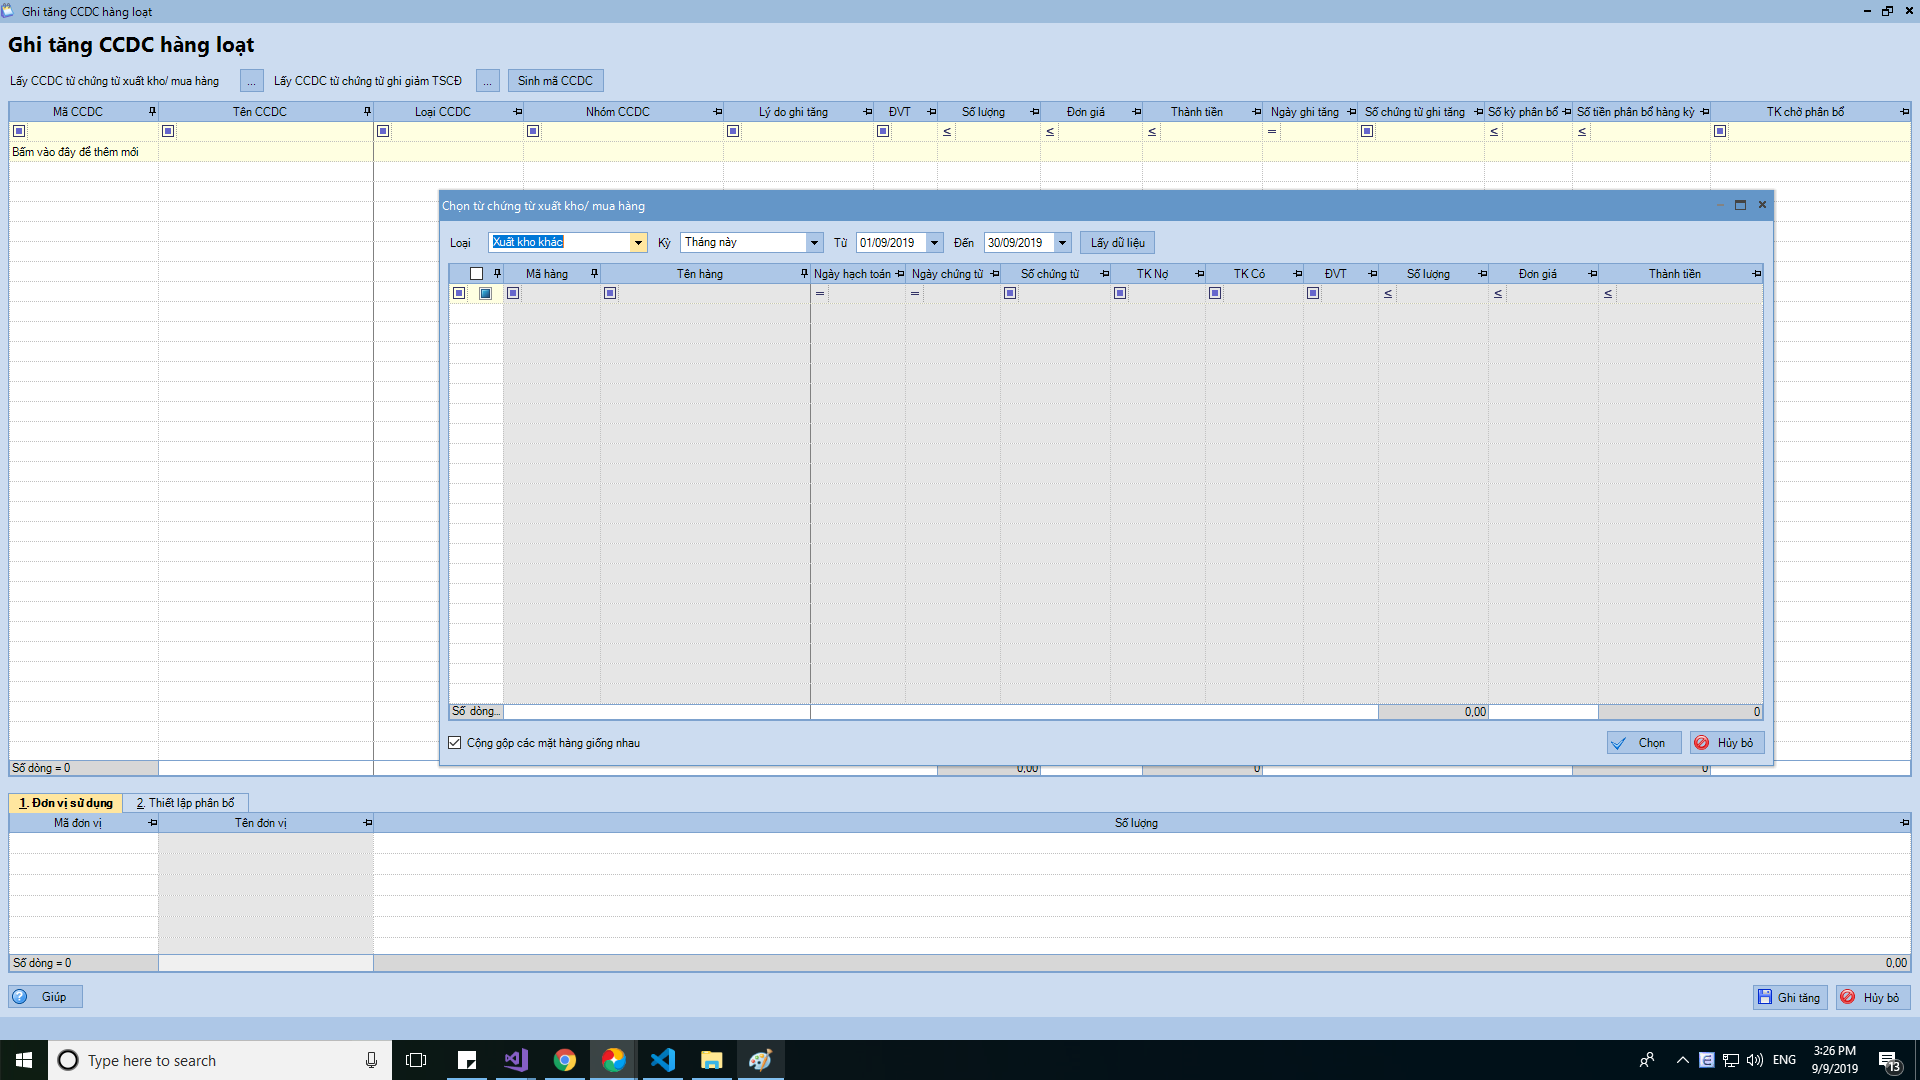 Ghi tăng CCDC hàng loạt
Ghi tăng CCDC hàng loạt
Lấy CCDC từ chứng từ xuất kho/ mua hàng ... Lấy CCDC từ chứng từ ghi giảm TSCĐ ... Sinh mã CCDC
Mã CCDC Tên CCDC Loại CCDC Nhóm CCDC Lý do ghi tăng ĐVT Số lượng Đơn giá Thành tiền Ngày ghi tăng Số chứng từ ghi tăng Số kỳ phân bổ Số tiền phân bổ hàng kỳ TK chờ phân bổ
≤ ≤ ≤ = ≤ ≤
Bấm vào đây để thêm mới
Chọn từ chứng từ xuất kho/ mua hàng
Loại Xuất kho khác Kỳ Tháng này Từ 01/09/2019 Đến 30/09/2019 Lấy dữ liệu
Mã hàng Tên hàng Ngày hạch toán Ngày chứng từ Số chứng từ TK Nợ TK Có ĐVT Số lượng Đơn giá Thành tiền
= = ≤ ≤ ≤
Số dòng... 0,00 0
Cộng gộp các mặt hàng giống nhau Chọn Hủy bỏ
Số dòng = 0 0,00 0 0
1. Đơn vị sử dụng 2. Thiết lập phân bổ
Mã đơn vị Tên đơn vị Số lượng
Số dòng = 0 0,00
Giúp Ghi tăng Hủy bỏ
Type here to search ENG 3:26 PM
9/9/2019 13